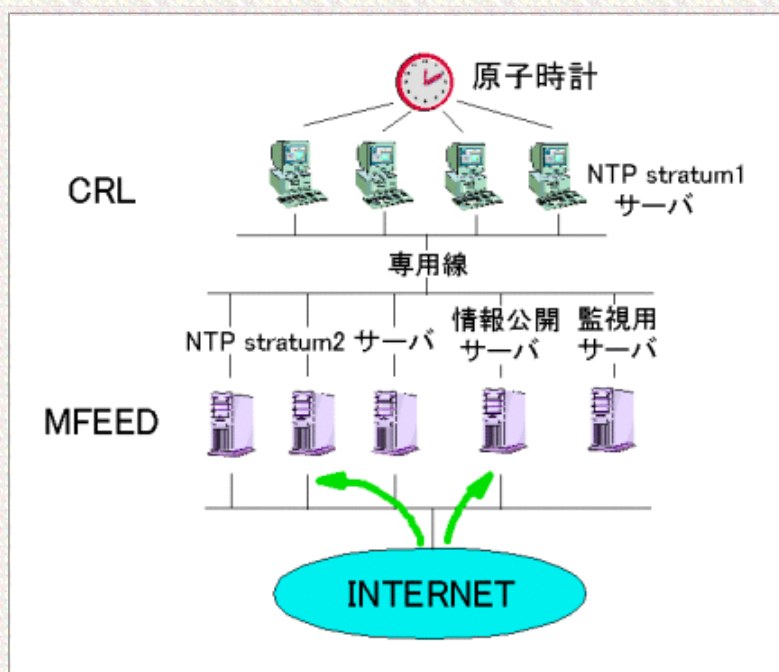 原子時計
CRL
NTP stratum1
サーバ
専用線
NTP stratum2 サーバ
情報公開
サーバ
監視用
サーバ
MFEED
INTERNET